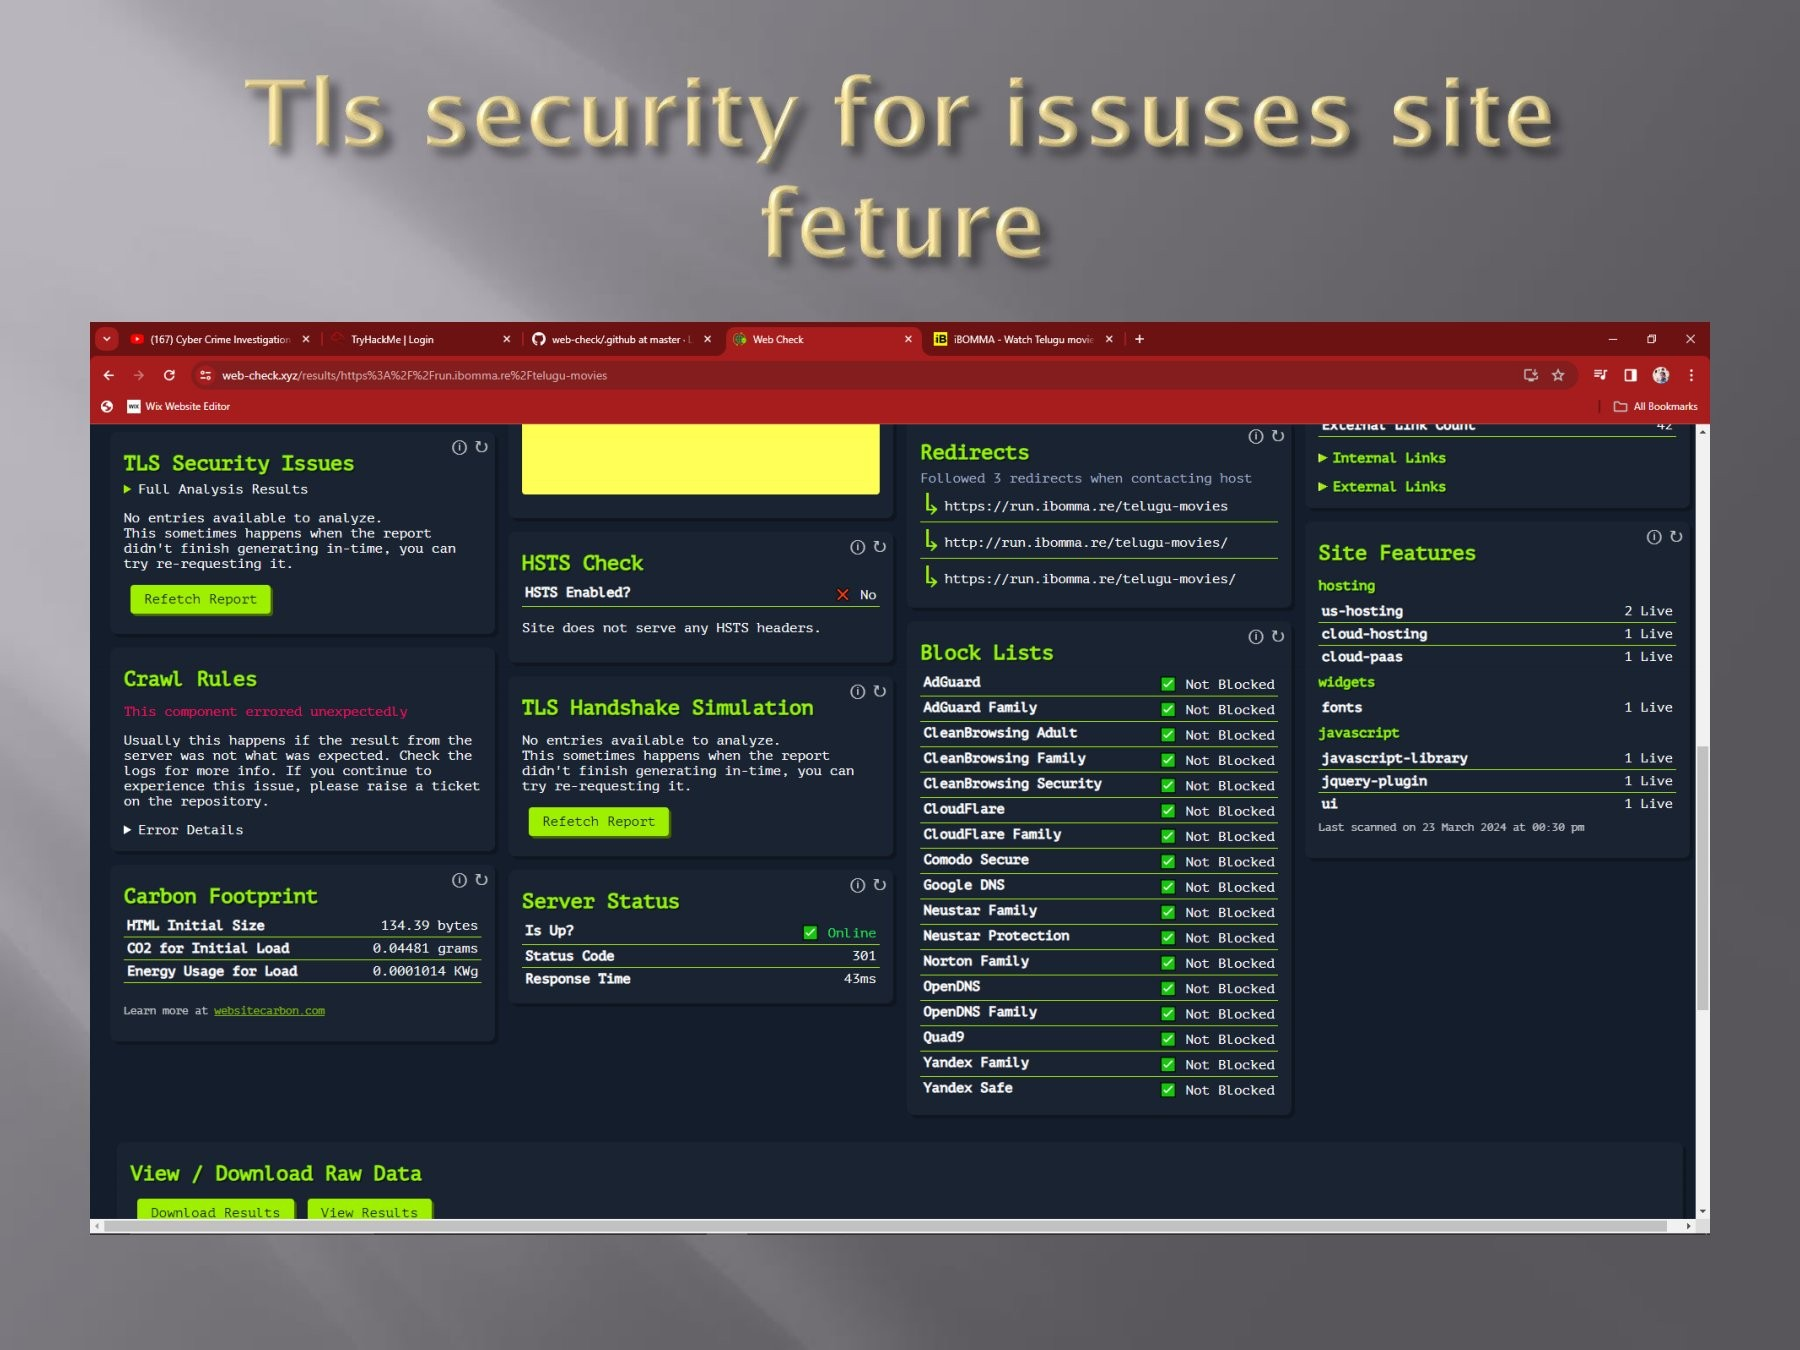 Tls security for issuses site
feture
(167) Cyber Crime Investigation
TryHackMe | Login
web-check/.github at master · L
Web Check
iBOMMA - Watch Telugu movie
web-check.xyz/results/https%3A%2F%2Frun.ibomma.re%2Ftelugu-movies
Wix Website Editor
All Bookmarks
TLS Security Issues
Full Analysis Results
No entries available to analyze.
This sometimes happens when the report
didn't finish generating in-time, you can
try re-requesting it.
Refetch Report
Crawl Rules
This component errored unexpectedly
Usually this happens if the result from the
server was not what was expected. Check the
logs for more info. If you continue to
experience this issue, please raise a ticket
on the repository.
Error Details
Carbon Footprint
HTML Initial Size 134.39 bytes
CO2 for Initial Load 0.04481 grams
Energy Usage for Load 0.0001014 KWg
Learn more at websitecarbon.com
HSTS Check
HSTS Enabled? No
Site does not serve any HSTS headers.
TLS Handshake Simulation
No entries available to analyze.
This sometimes happens when the report
didn't finish generating in-time, you can
try re-requesting it.
Refetch Report
Server Status
Is Up? Online
Status Code 301
Response Time 43ms
Redirects
Followed 3 redirects when contacting host
https://run.ibomma.re/telugu-movies
http://run.ibomma.re/telugu-movies/
https://run.ibomma.re/telugu-movies/
Block Lists
AdGuard Not Blocked
AdGuard Family Not Blocked
CleanBrowsing Adult Not Blocked
CleanBrowsing Family Not Blocked
CleanBrowsing Security Not Blocked
CloudFlare Not Blocked
CloudFlare Family Not Blocked
Comodo Secure Not Blocked
Google DNS Not Blocked
Neustar Family Not Blocked
Neustar Protection Not Blocked
Norton Family Not Blocked
OpenDNS Not Blocked
OpenDNS Family Not Blocked
Quad9 Not Blocked
Yandex Family Not Blocked
Yandex Safe Not Blocked
External Link Count 42
Internal Links
External Links
Site Features
hosting
us-hosting 2 Live
cloud-hosting 1 Live
cloud-paas 1 Live
widgets
fonts 1 Live
javascript
javascript-library 1 Live
jquery-plugin 1 Live
ui 1 Live
Last scanned on 23 March 2024 at 00:30 pm
View / Download Raw Data
Download Results
View Results